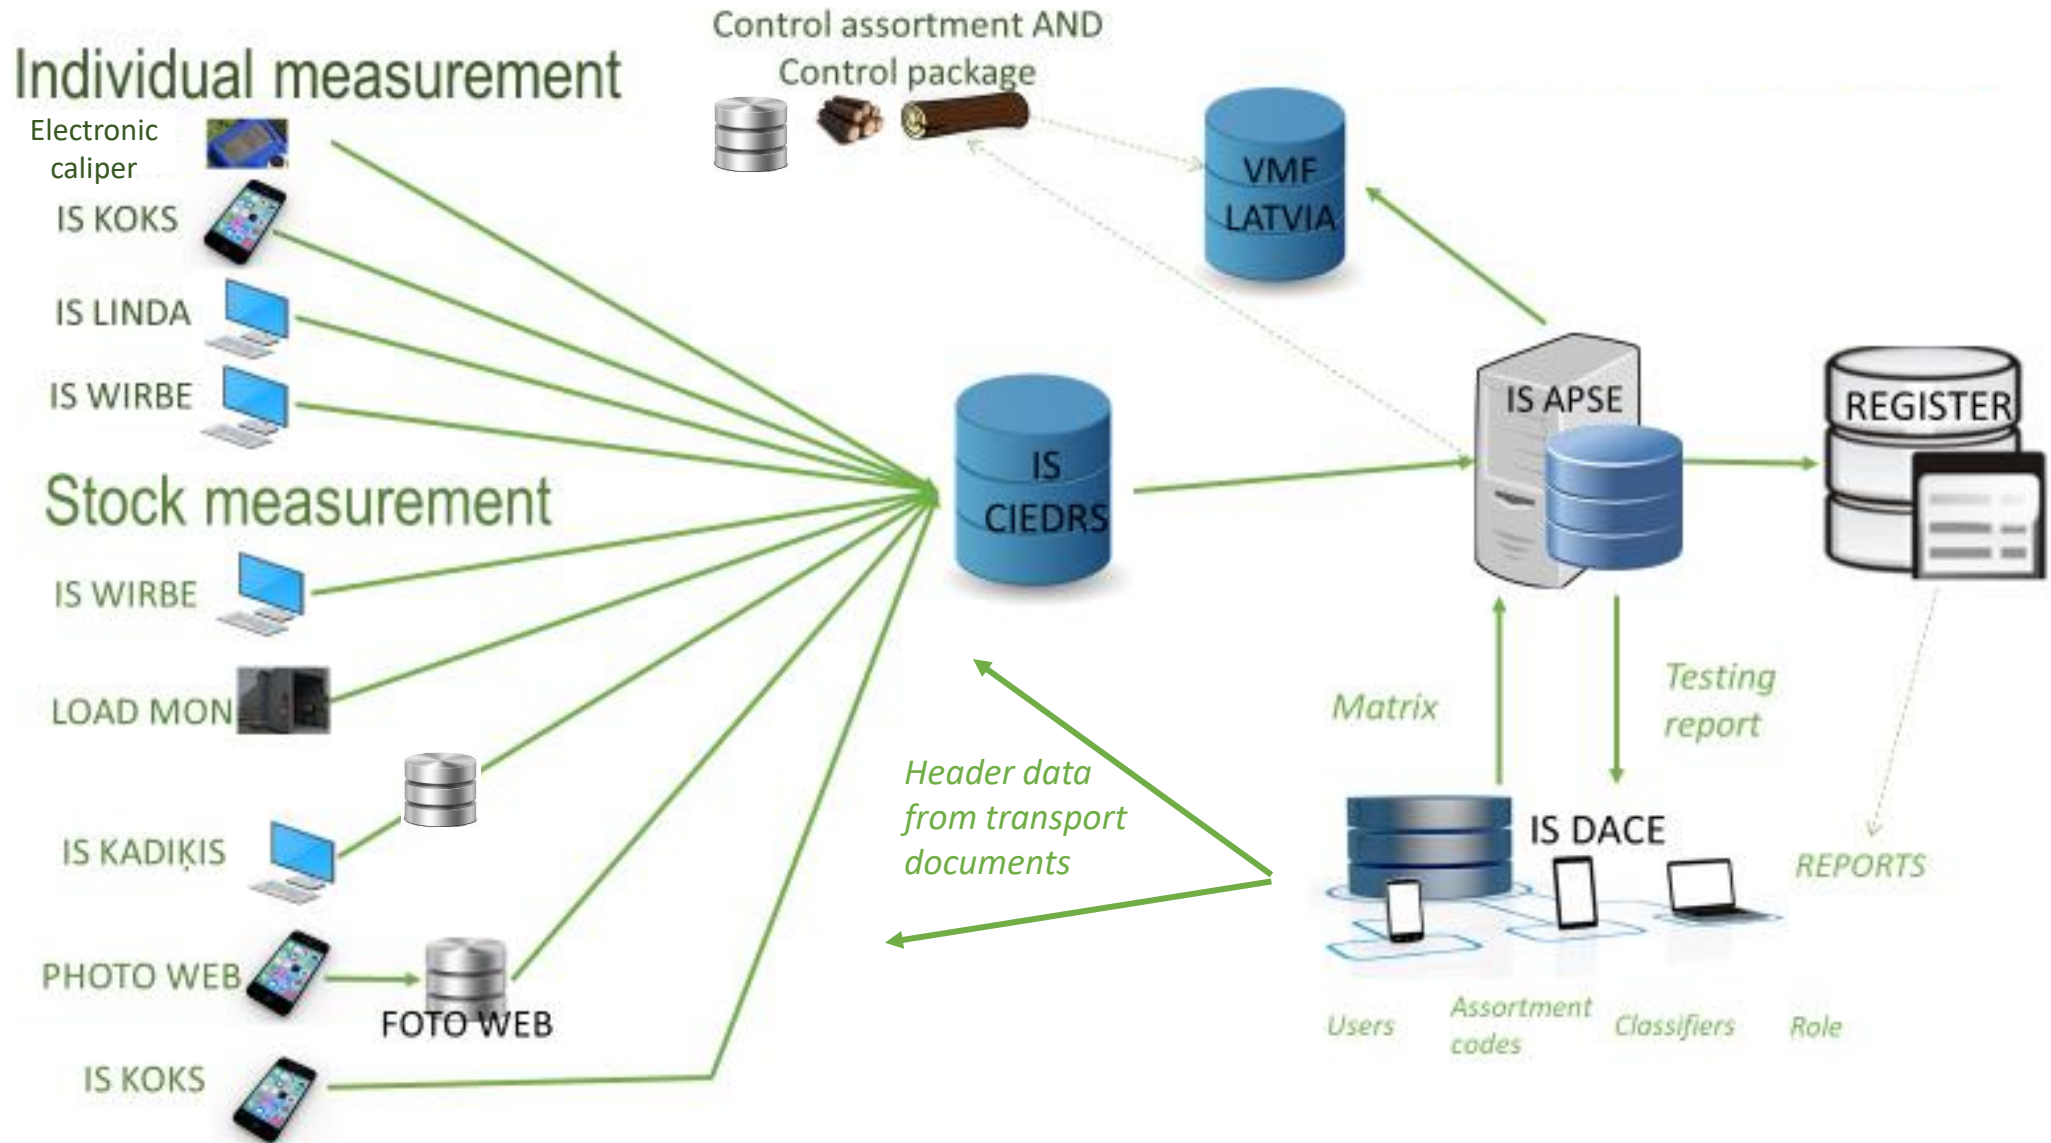 Control assortment AND
Control package
Individual measurement
Electronic
caliper
IS KOKS
IS LINDA
IS WIRBE
Stock measurement
IS WIRBE
LOAD MON
IS KADIĶIS
PHOTO WEB
FOTO WEB
IS KOKS
VMF
LATVIA
IS
CIEDRS
IS APSE
REGISTER
Matrix
Testing
report
Header data
from transport
documents
IS DACE
REPORTS
Users
Assortment
codes
Classifiers
Role